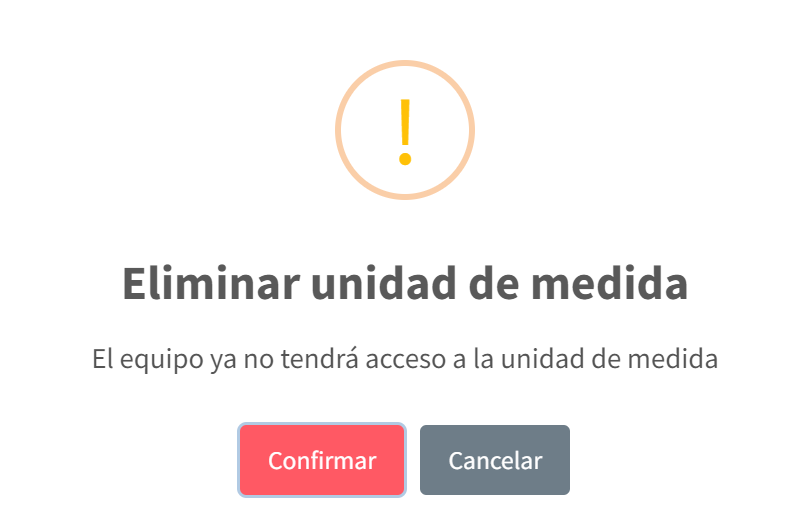 !
Eliminar unidad de medida
El equipo ya no tendrá acceso a la unidad de medida
Confirmar Cancelar